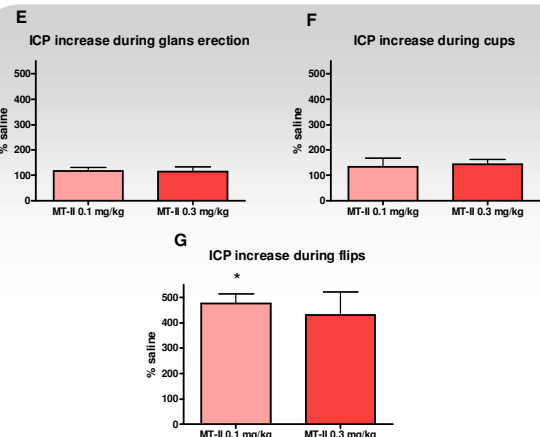 E
ICP increase during glans erection
500
400
300
200
100
0
% saline
MT-II 0.1 mg/kg MT-II 0.3 mg/kg
F
ICP increase during cups
500
400
300
200
100
0
% saline
MT-II 0.1 mg/kg MT-II 0.3 mg/kg
G
ICP increase during flips
*
500
400
300
200
100
0
% saline
MT-II 0.1 mg/kg MT-II 0.3 mg/kg